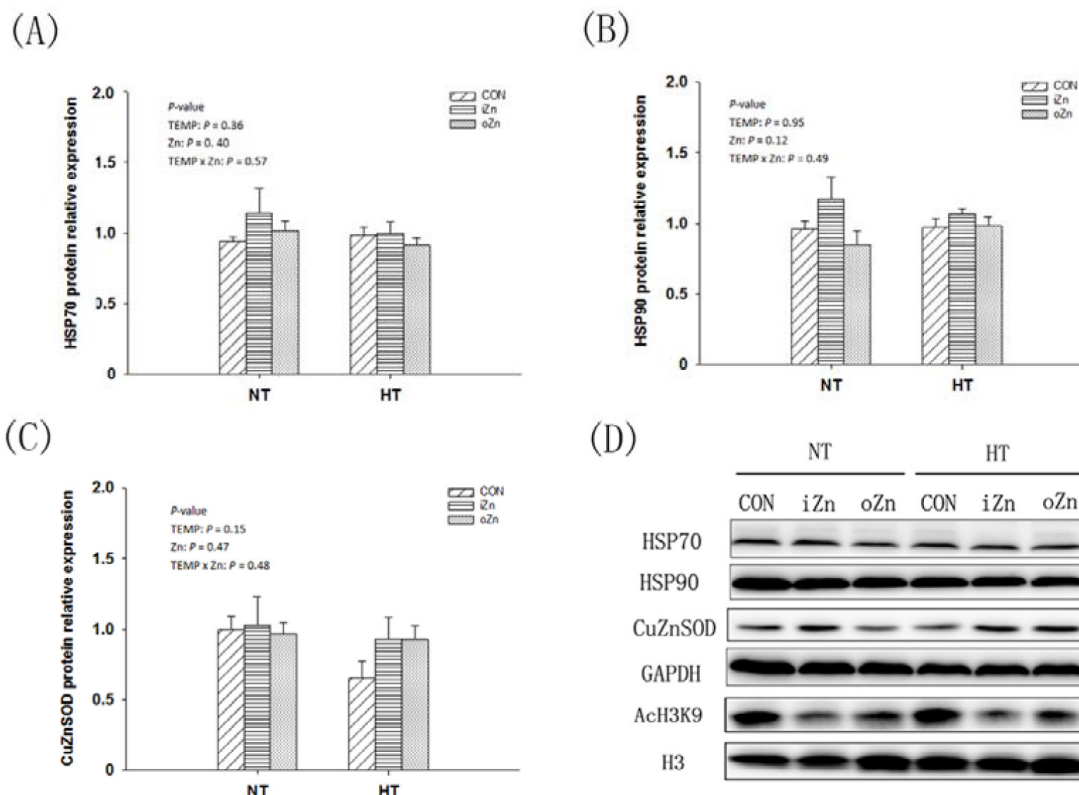 (A)
HSP70 protein relative expression
2.0
1.5
1.0
0.5
0
P-value
TEMP: P = 0.36
Zn: P = 0. 40
TEMP x Zn: P = 0.57
CON
iZn
oZn
NT HT
(B)
HSP90 protein relative expression
2.0
1.5
1.0
0.5
0
P-value
TEMP: P = 0.95
Zn: P = 0.12
TEMP x Zn: P = 0.49
CON
iZn
oZn
NT HT
(C)
CuZnSOD protein relative expression
2.0
1.5
1.0
0.5
0
P-value
TEMP: P = 0.15
Zn: P = 0.47
TEMP x Zn: P = 0.48
CON
iZn
oZn
NT HT
(D)
NT HT
CON iZn oZn CON iZn oZn
HSP70
HSP90
CuZnSOD
GAPDH
AcH3K9
H3